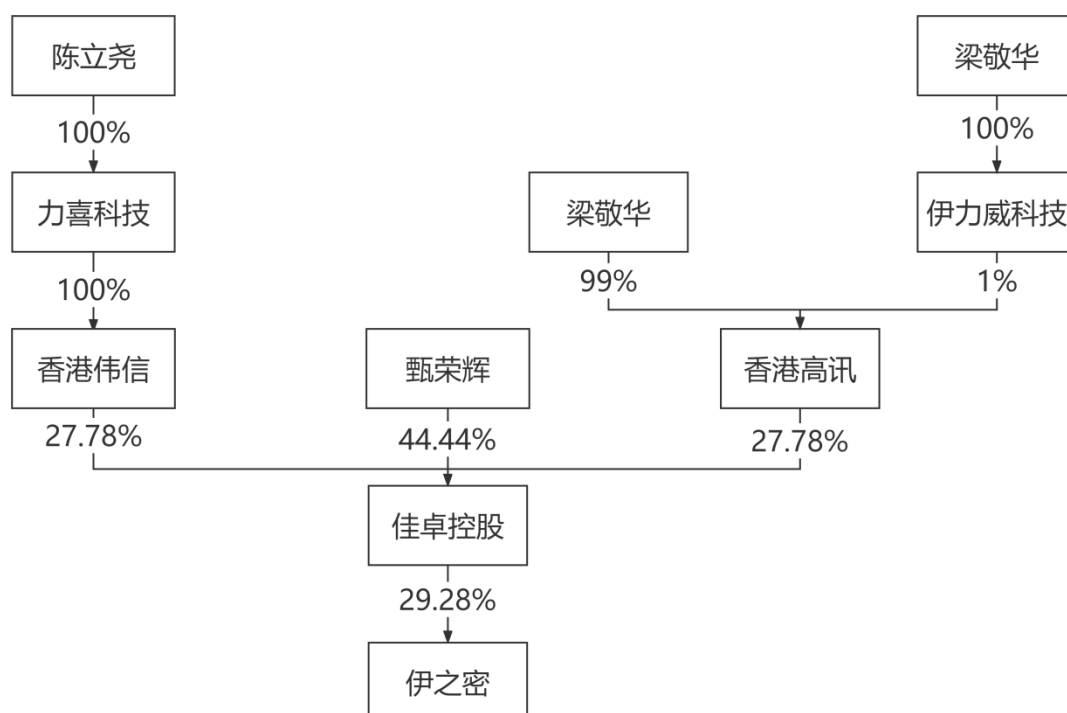 陈立尧
梁敬华
100%
100%
力喜科技
梁敬华
伊力威科技
100%
99%
1%
香港伟信
甄荣辉
香港高讯
27.78%
44.44%
27.78%
佳卓控股
29.28%
伊之密